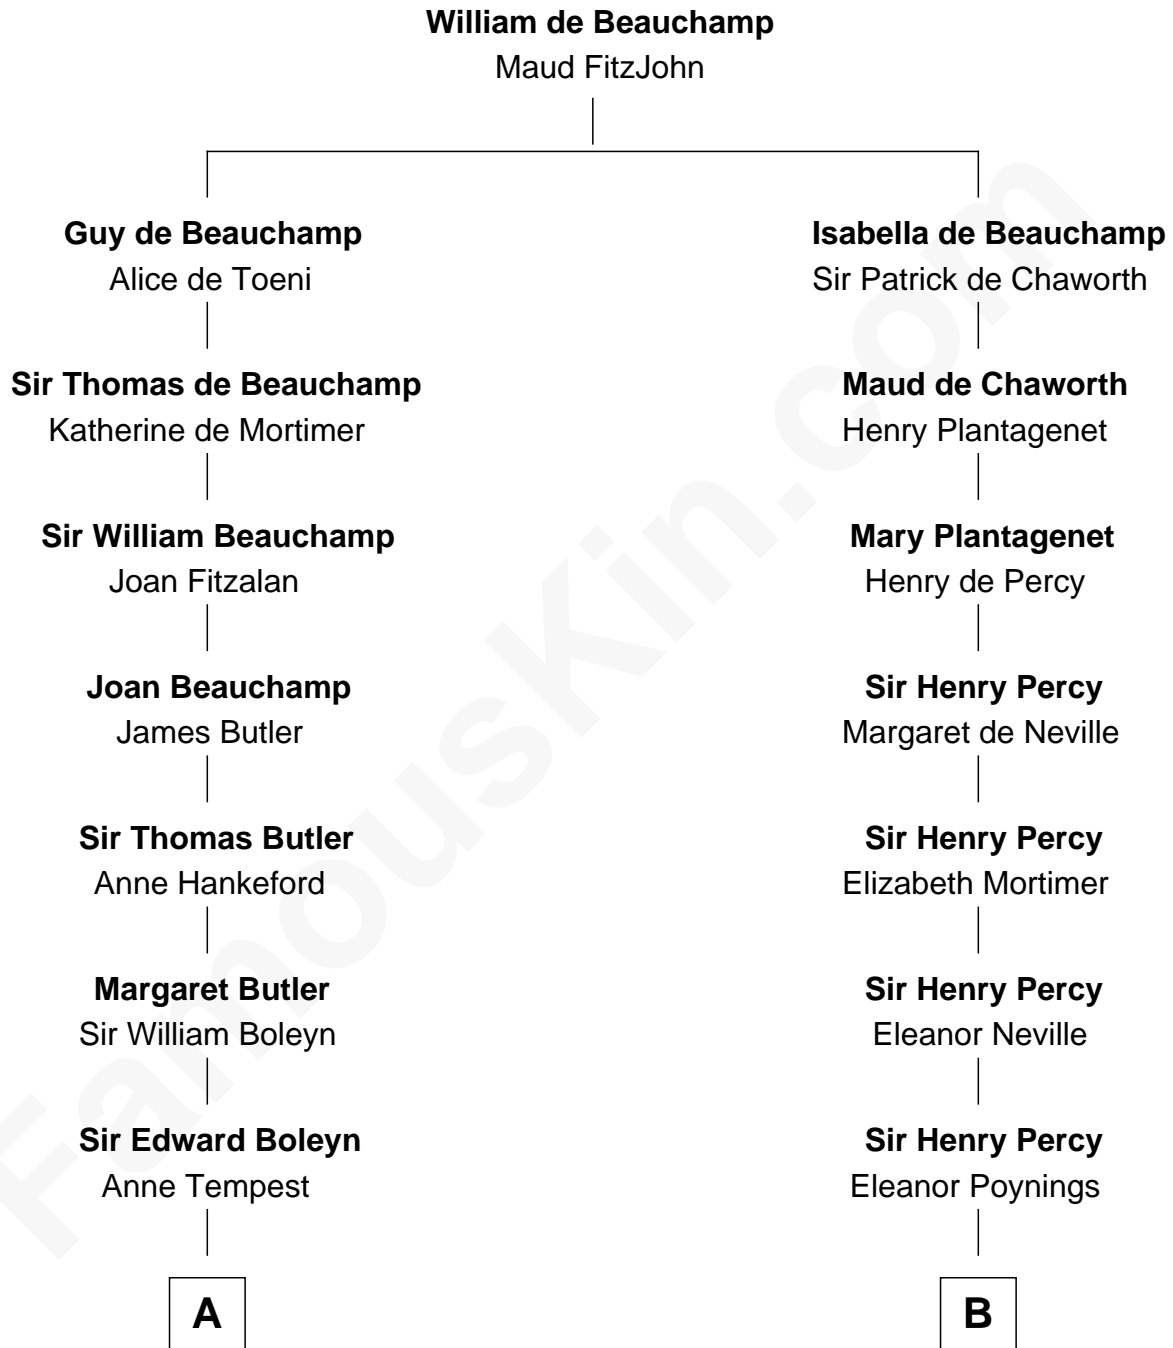 William de Beauchamp
Maud FitzJohn
Guy de Beauchamp
Alice de Toeni
Isabella de Beauchamp
Sir Patrick de Chaworth
Sir Thomas de Beauchamp
Katherine de Mortimer
Maud de Chaworth
Henry Plantagenet
Sir William Beauchamp
Joan Fitzalan
Mary Plantagenet
Henry de Percy
Joan Beauchamp
James Butler
Sir Henry Percy
Margaret de Neville
Sir Thomas Butler
Anne Hankeford
Sir Henry Percy
Elizabeth Mortimer
Margaret Butler
Sir William Boleyn
Sir Henry Percy
Eleanor Neville
Sir Edward Boleyn
Anne Tempest
Sir Henry Percy
Eleanor Poynings
A
B
FamousKin.com